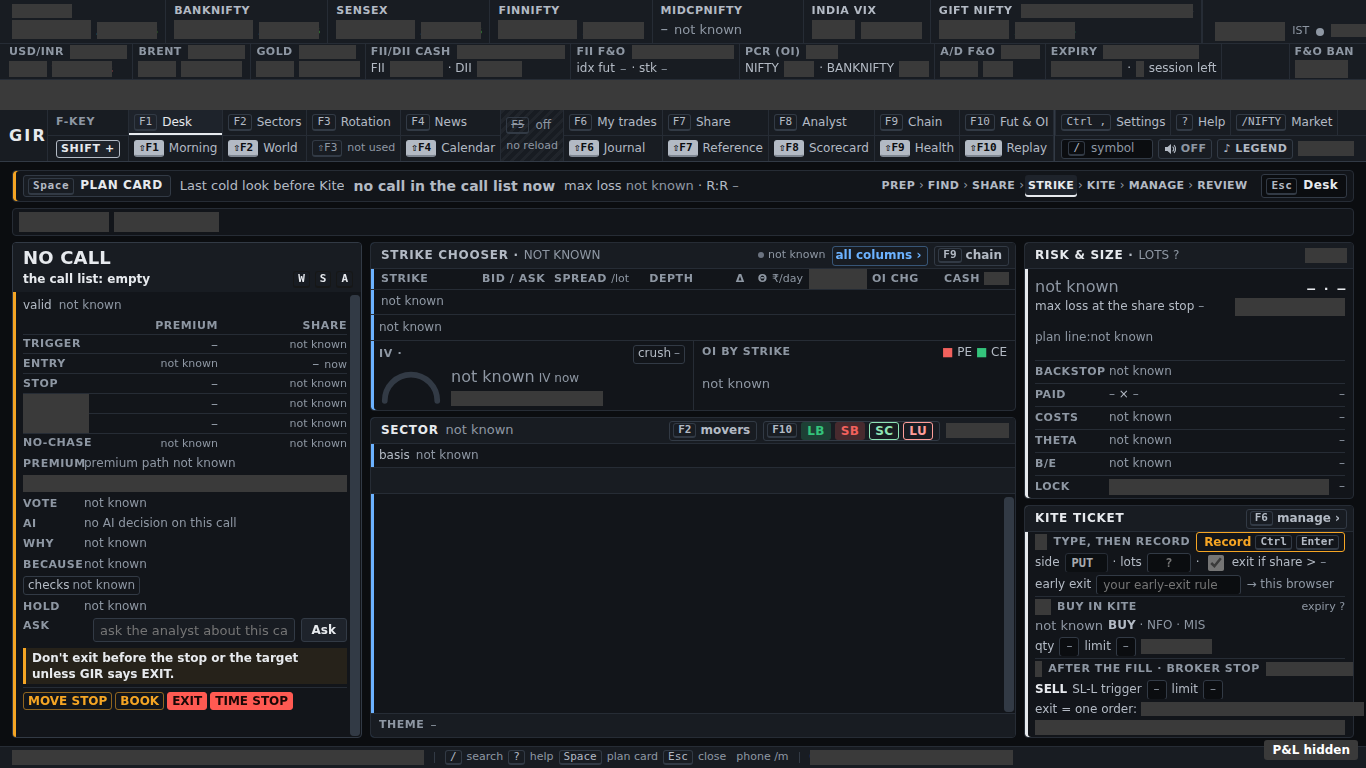 BANKNIFTY SENSEX FINNIFTY MIDCPNIFTY INDIA VIX GIFT NIFTY
– not known IST
USD/INR BRENT GOLD FII/DII CASH FII F&O PCR (OI) A/D F&O EXPIRY F&O BAN
FII · DII idx fut – · stk – NIFTY · BANKNIFTY · session left
GIR F-KEY F1 Desk F2 Sectors F3 Rotation F4 News F5 off F6 My trades F7 Share F8 Analyst F9 Chain F10 Fut & OI Ctrl , Settings ? Help /NIFTY Market
SHIFT + ⇧F1 Morning ⇧F2 World ⇧F3 not used ⇧F4 Calendar no reload ⇧F6 Journal ⇧F7 Reference ⇧F8 Scorecard ⇧F9 Health ⇧F10 Replay / symbol OFF ♪ LEGEND
Space PLAN CARD Last cold look before Kite no call in the call list now max loss not known · R:R – PREP › FIND › SHARE › STRIKE › KITE › MANAGE › REVIEW Esc Desk
NO CALL
the call list: empty W S A
valid not known
PREMIUM SHARE
TRIGGER – not known
ENTRY not known – now
STOP – not known
– not known
– not known
NO-CHASE not known not known
PREMIUM premium path not known
VOTE not known
AI no AI decision on this call
WHY not known
BECAUSE not known
checks not known
HOLD not known
ASK ask the analyst about this ca Ask
Don't exit before the stop or the target
unless GIR says EXIT.
MOVE STOP BOOK EXIT TIME STOP
STRIKE CHOOSER · NOT KNOWN not known all columns › F9 chain
STRIKE BID / ASK SPREAD /lot DEPTH Δ Θ ₹/day OI CHG CASH
not known
not known
IV · crush –
not known IV now
OI BY STRIKE PE CE
not known
SECTOR not known F2 movers F10 LB SB SC LU
basis not known
THEME –
RISK & SIZE · LOTS ?
not known – · –
max loss at the share stop –
plan line:not known
BACKSTOP not known
PAID – × – –
COSTS not known –
THETA not known –
B/E not known –
LOCK –
KITE TICKET F6 manage ›
TYPE, THEN RECORD Record Ctrl Enter
side PUT · lots ? · exit if share > –
early exit your early-exit rule → this browser
BUY IN KITE expiry ?
not known BUY · NFO · MIS
qty – limit –
AFTER THE FILL · BROKER STOP
SELL SL-L trigger – limit –
exit = one order:
P&L hidden
/ search ? help Space plan card Esc close phone /m